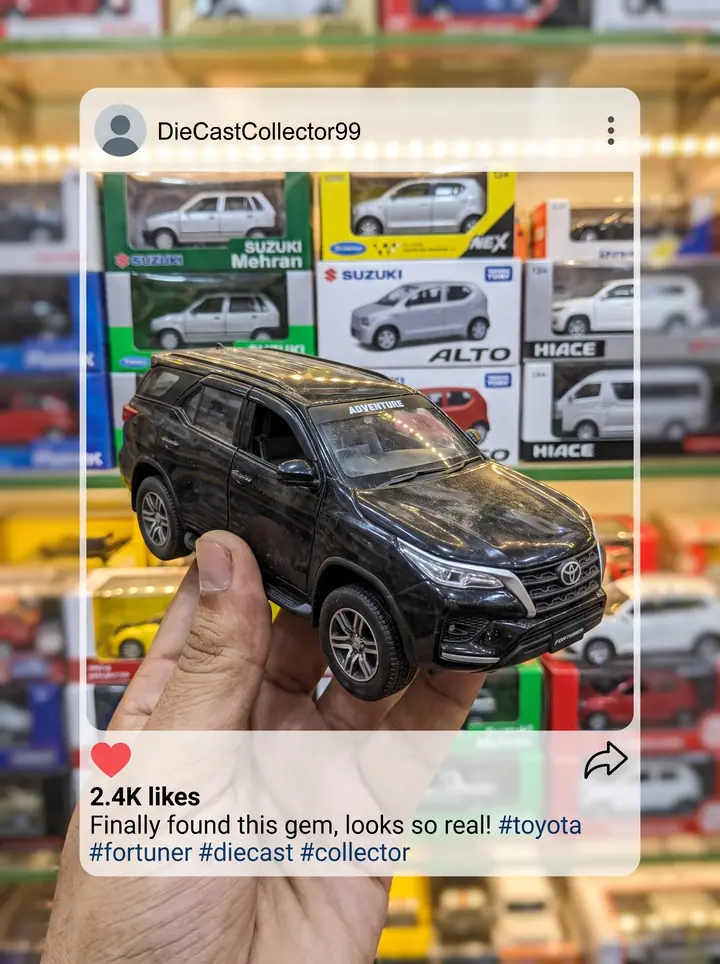 DieCastCollector99
SUZUKI
SUZUKI
Mehran
NEX
SUZUKI
ALTO
HIACE
HIACE
ADVENTURE
FORTUNER
2.4K likes
Finally found this gem, looks so real! #toyota
#fortuner #diecast #collector